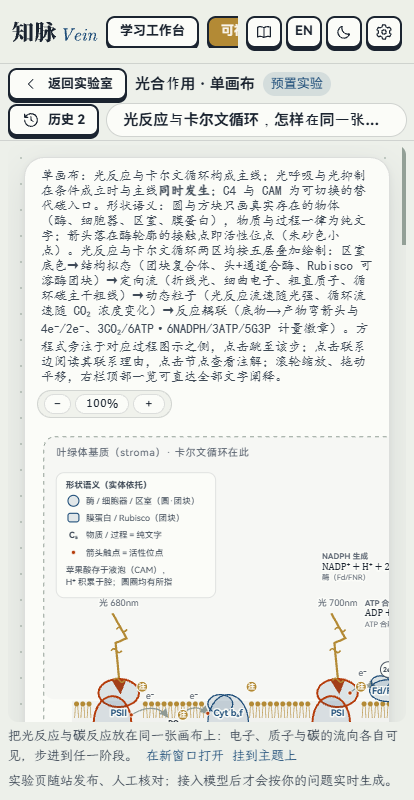 知脉 Vein 学习工作台 EN
返回实验室 光合作用·单画布 预置实验
历史 2 光反应与卡尔文循环，怎样在同一张…
单画布：光反应与卡尔文循环构成主线；光呼吸与光抑制
在条件成立时与主线同时发生；C4 与 CAM 为可切换的替
代碳入口。形状语义：圆与方块只画真实存在的物体
（酶、细胞器、区室、膜蛋白），物质与过程一律为纯文
字；箭头落在酶轮廓的接触点即活性位点（朱砂色小
点）。光反应与卡尔文循环两区均按五层叠加绘制：区室
底色→结构拟态（团块复合体、头+通道合酶、Rubisco 可
溶酶团块）→定向流（折线光、细曲电子、粗直质子、循
环碳主干粗线）→动态粒子（光反应流速随光强、循环流
速随 CO₂ 浓度变化）→反应耦联（底物→产物弯箭头与
4e⁻/2e⁻、3CO₂/6ATP·6NADPH/3ATP/5G3P 计量徽章）。方
程式旁注于对应过程图示之侧，点击跳至该步；点击联系
边阅读其联系理由，点击节点查看注解；滚轮缩放、拖动
平移，右栏顶部一览可直达全部文字阐释。
− 100% +
叶绿体基质（stroma）· 卡尔文循环在此
形状语义（实体依托）
酶 / 细胞器 / 区室（圆·团块）
膜蛋白 / Rubisco（团块）
C₃ 物质 / 过程 = 纯文字
箭头触点 = 活性位点
苹果酸存于液泡（CAM），
H⁺ 积累于腔；圆圈均有所指
NADPH 生成
NADP⁺ + H⁺ + 2
酶（Fd/FNR）
光 680nm
光 700nm
ATP 合
ADP +
ATP 合
e⁻ e⁻ e⁻
PSII Cyt b₆f PSI Fd/F
把光反应与碳反应放在同一张画布上：电子、质子与碳的流向各自可
见，步进到任一阶段。 在新窗口打开 挂到主题上
实验页随站发布、人工核对；接入模型后才会按你的问题实时生成。